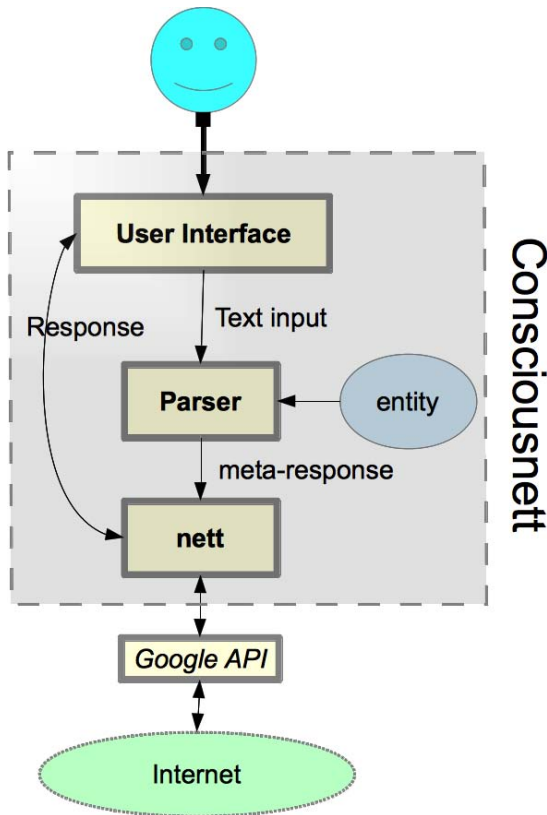 User Interface
Response
Text input
Parser
entity
meta-response
nett
Google API
Internet
Consciousnett